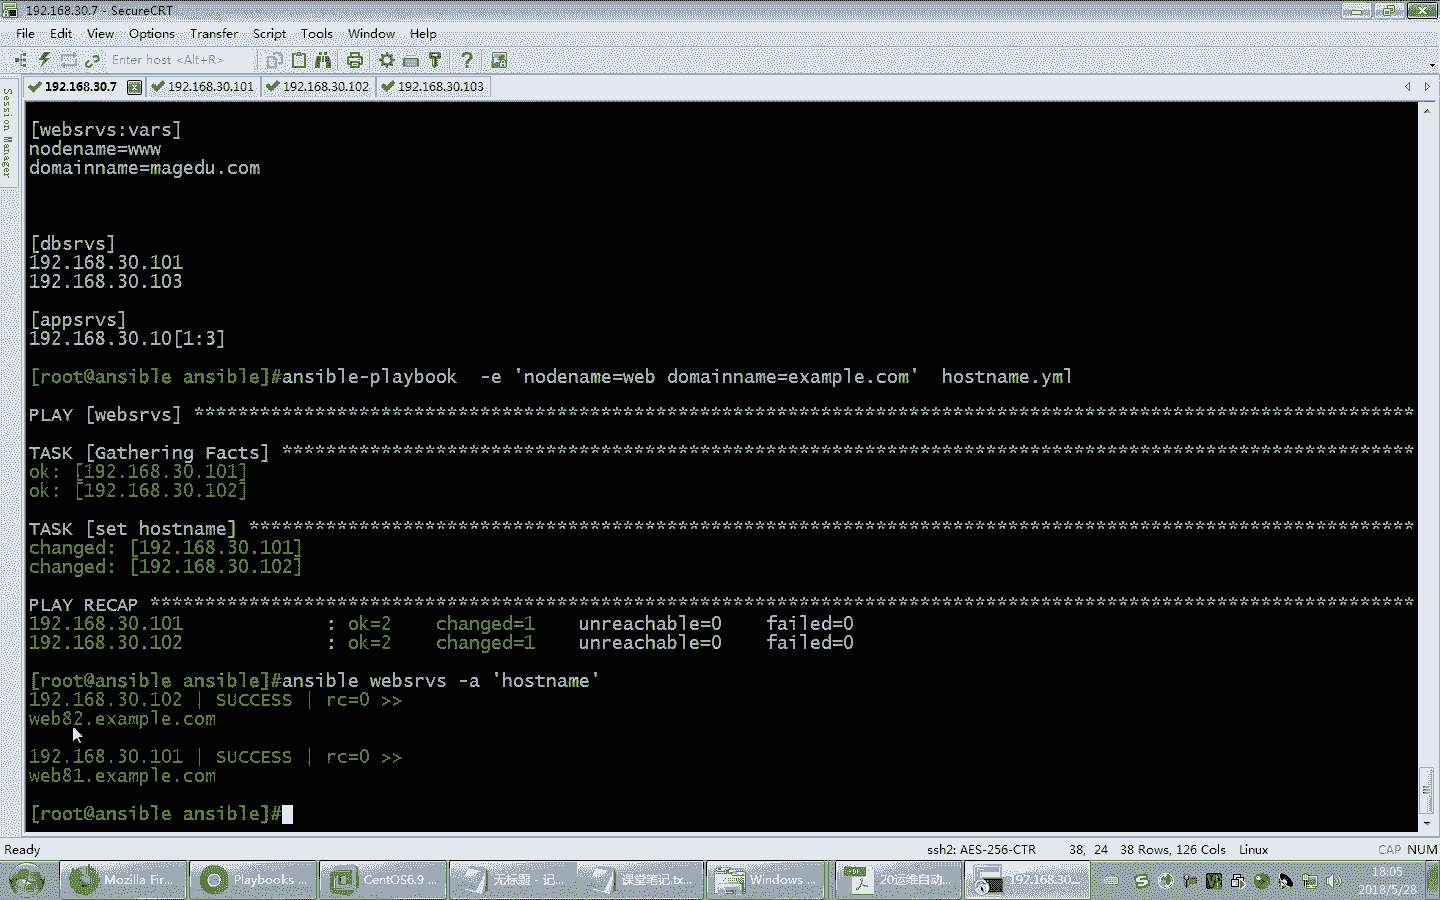 192.168.30.7 - SecureCRT
File Edit View Options Transfer Script Tools Window Help
Enter host <Alt+R>
Session Manager
192.168.30.7 192.168.30.101 192.168.30.102 192.168.30.103
[websrvs:vars]
nodename=www
domainname=magedu.com
[dbsrvs]
192.168.30.101
192.168.30.103
[appsrvs]
192.168.30.10[1:3]
[root@ansible ansible]#ansible-playbook  -e 'nodename=web domainname=example.com'  hostname.yml
PLAY [websrvs] ***************************************************************************************************************
TASK [Gathering Facts] *******************************************************************************************************
ok: [192.168.30.101]
ok: [192.168.30.102]
TASK [set hostname] **********************************************************************************************************
changed: [192.168.30.101]
changed: [192.168.30.102]
PLAY RECAP *******************************************************************************************************************
192.168.30.101             : ok=2    changed=1    unreachable=0    failed=0
192.168.30.102             : ok=2    changed=1    unreachable=0    failed=0
[root@ansible ansible]#ansible websrvs -a 'hostname'
192.168.30.102 | SUCCESS | rc=0 >>
web82.example.com
192.168.30.101 | SUCCESS | rc=0 >>
web81.example.com
[root@ansible ansible]#
Ready ssh2: AES-256-CTR 38, 24 38 Rows, 126 Cols Linux CAP NUM
Mozilla Fir... Playbooks ... CentOS6.9 ... 无标题 - 记... 课堂笔记.tx... Windows ... 20运维自动... 192.168.30... 18:05
2018/5/28